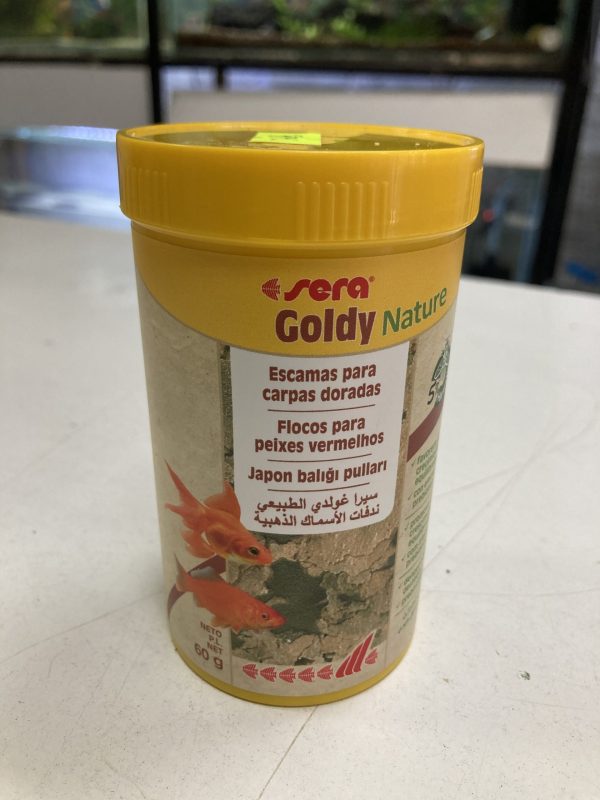 sera®
Goldy Nature
Escamas para
carpas doradas
Flocos para
peixes vermelhos
Japon balığı pulları
سيرا غولدي الطبيعي
ندفات الأسماك الذهبية
NETO
P.L.
NET
60 g